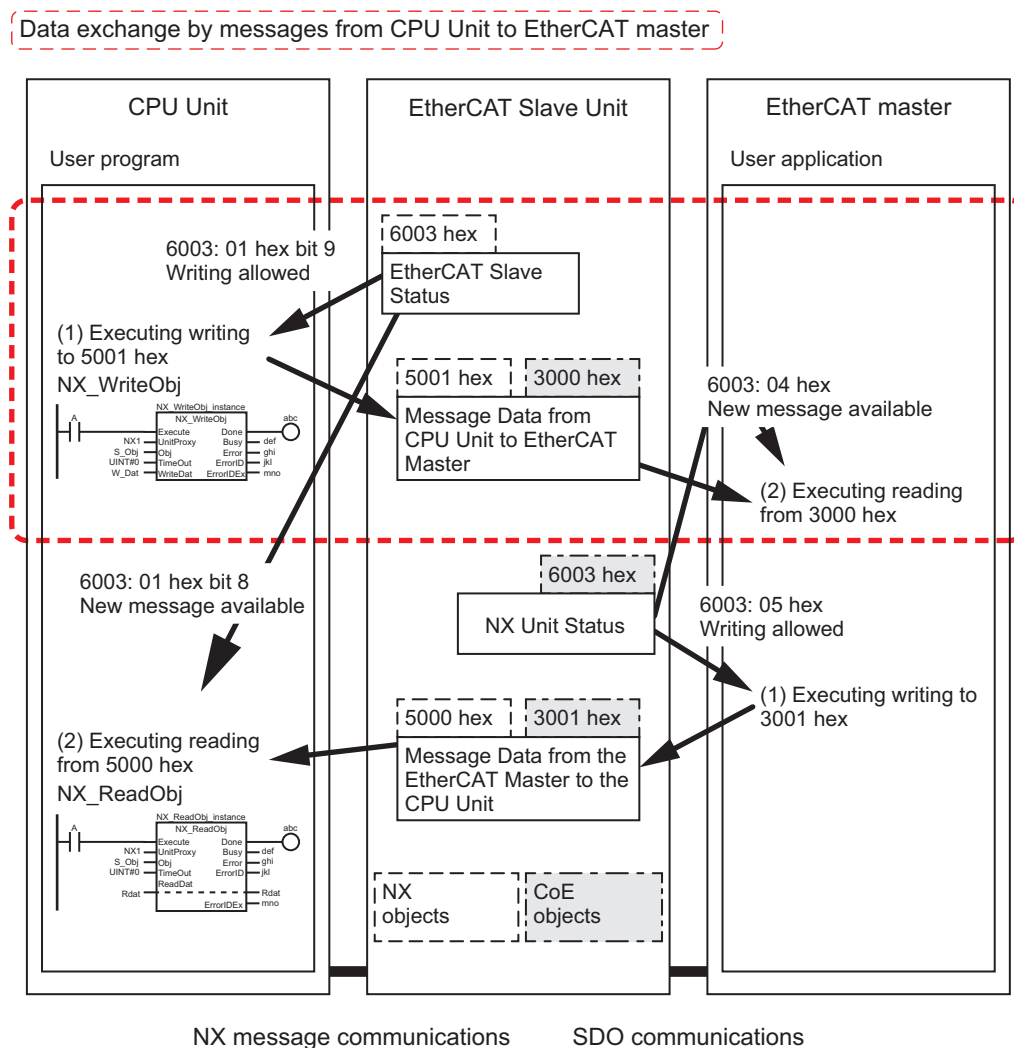 Data exchange by messages from CPU Unit to EtherCAT master
CPU Unit
EtherCAT Slave Unit
EtherCAT master
User program
User application
6003: 01 hex bit 9
Writing allowed
6003 hex
EtherCAT Slave
Status
(1) Executing writing
to 5001 hex
NX_WriteObj
NX_WriteObj_instance
NX_WriteObj
A
abc
Execute
Done
NX1
UnitProxy
Busy
def
S_Obj
Obj
Error
ghi
UINT#0
TimeOut
ErrorID
jkl
W_Dat
WriteDat
ErrorIDEx
mno
5001 hex
3000 hex
Message Data from
CPU Unit to EtherCAT
Master
6003: 04 hex
New message available
(2) Executing reading
from 3000 hex
6003: 01 hex bit 8
New message available
6003 hex
NX Unit Status
6003: 05 hex
Writing allowed
(1) Executing writing to
3001 hex
5000 hex
3001 hex
Message Data from the
EtherCAT Master to the
CPU Unit
(2) Executing reading
from 5000 hex
NX_ReadObj
NX_ReadObj_instance
NX_ReadObj
A
abc
Execute
Done
NX1
UnitProxy
Busy
def
S_Obj
Obj
Error
ghi
UINT#0
TimeOut
ErrorID
jkl
ReadDat
Rdat
Rdat
ErrorIDEx
mno
NX
objects
CoE
objects
NX message communications
SDO communications